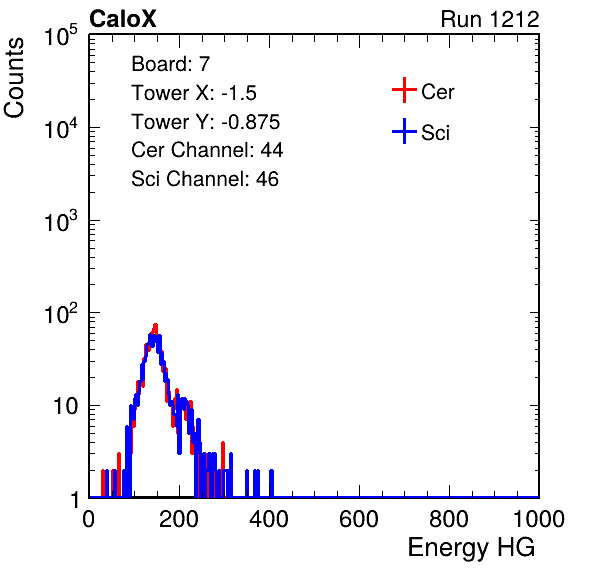 CaloX Run 1212
Counts
10^5
10^4
10^3
10^2
10
1
Board: 7
Tower X: -1.5
Tower Y: -0.875
Cer Channel: 44
Sci Channel: 46
Cer
Sci
0 200 400 600 800 1000
Energy HG